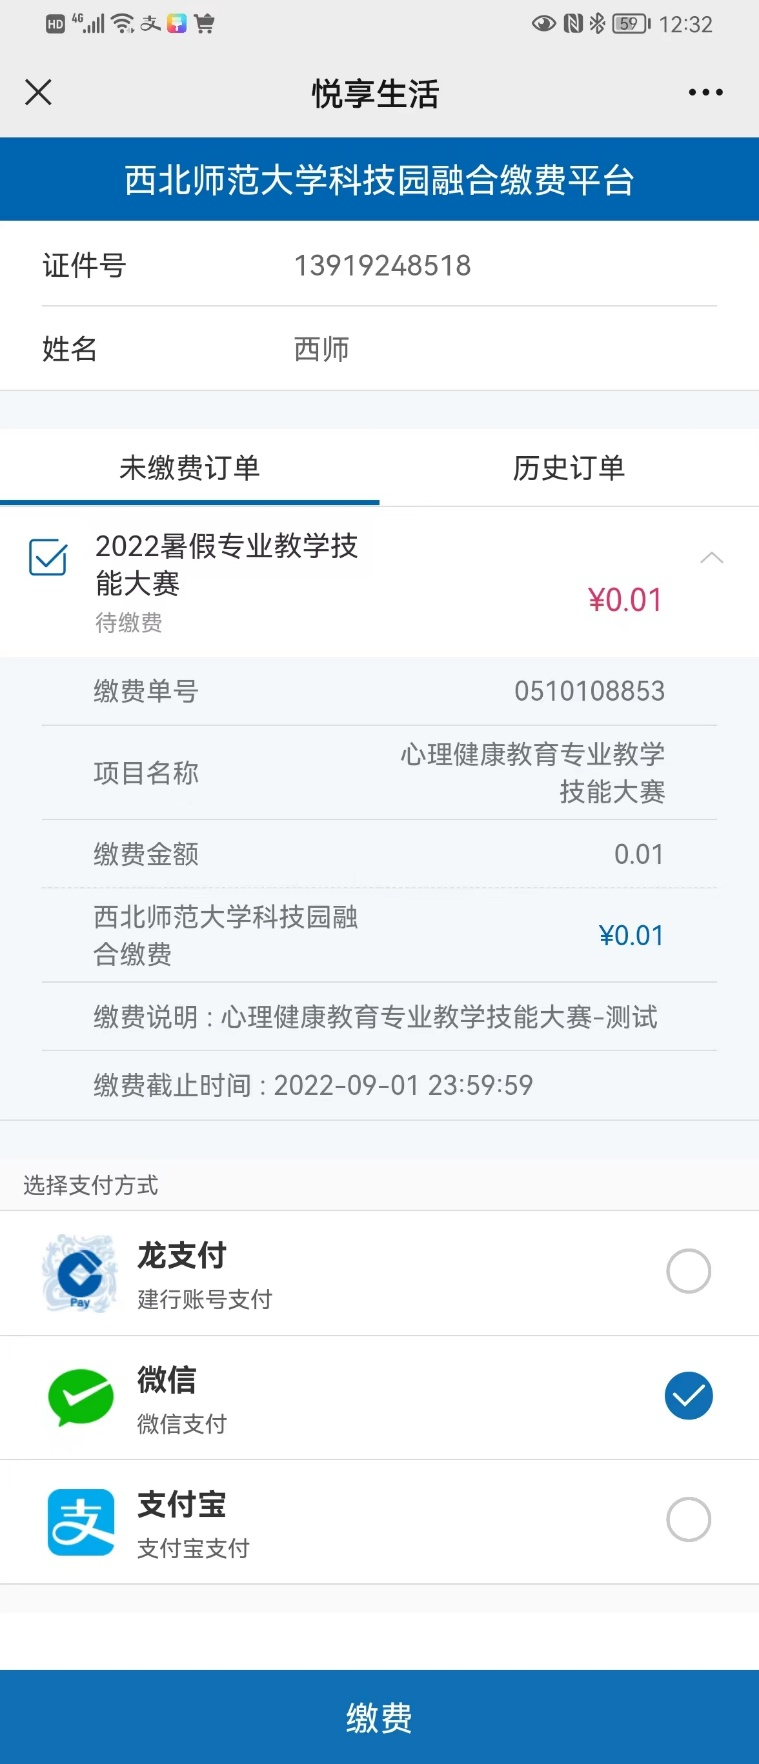 HD 4G 支 59 12:32
悦享生活
西北师范大学科技园融合缴费平台
证件号 13919248518
姓名 西师
未缴费订单 历史订单
2022暑假专业教学技
能大赛
¥0.01
待缴费
缴费单号 0510108853
项目名称 心理健康教育专业教学
技能大赛
缴费金额 0.01
西北师范大学科技园融
合缴费
¥0.01
缴费说明 : 心理健康教育专业教学技能大赛-测试
缴费截止时间 : 2022-09-01 23:59:59
选择支付方式
龙支付
Pay
建行账号支付
微信
微信支付
支付宝
支
支付宝支付
缴费